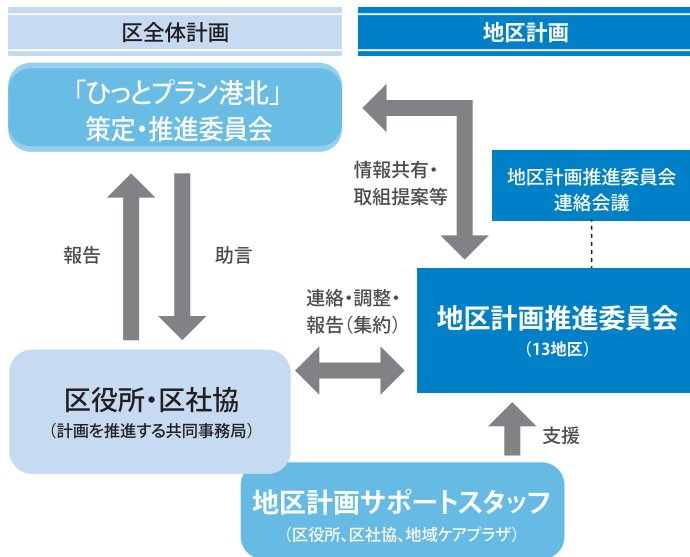 区全体計画
地区計画
「ひっとプラン港北」
策定・推進委員会
情報共有・
取組提案等
地区計画推進委員会
連絡会議
報告
助言
連絡・調整・
報告（集約）
地区計画推進委員会
（13地区）
区役所・区社協
（計画を推進する共同事務局）
支援
地区計画サポートスタッフ
（区役所、区社協、地域ケアプラザ）